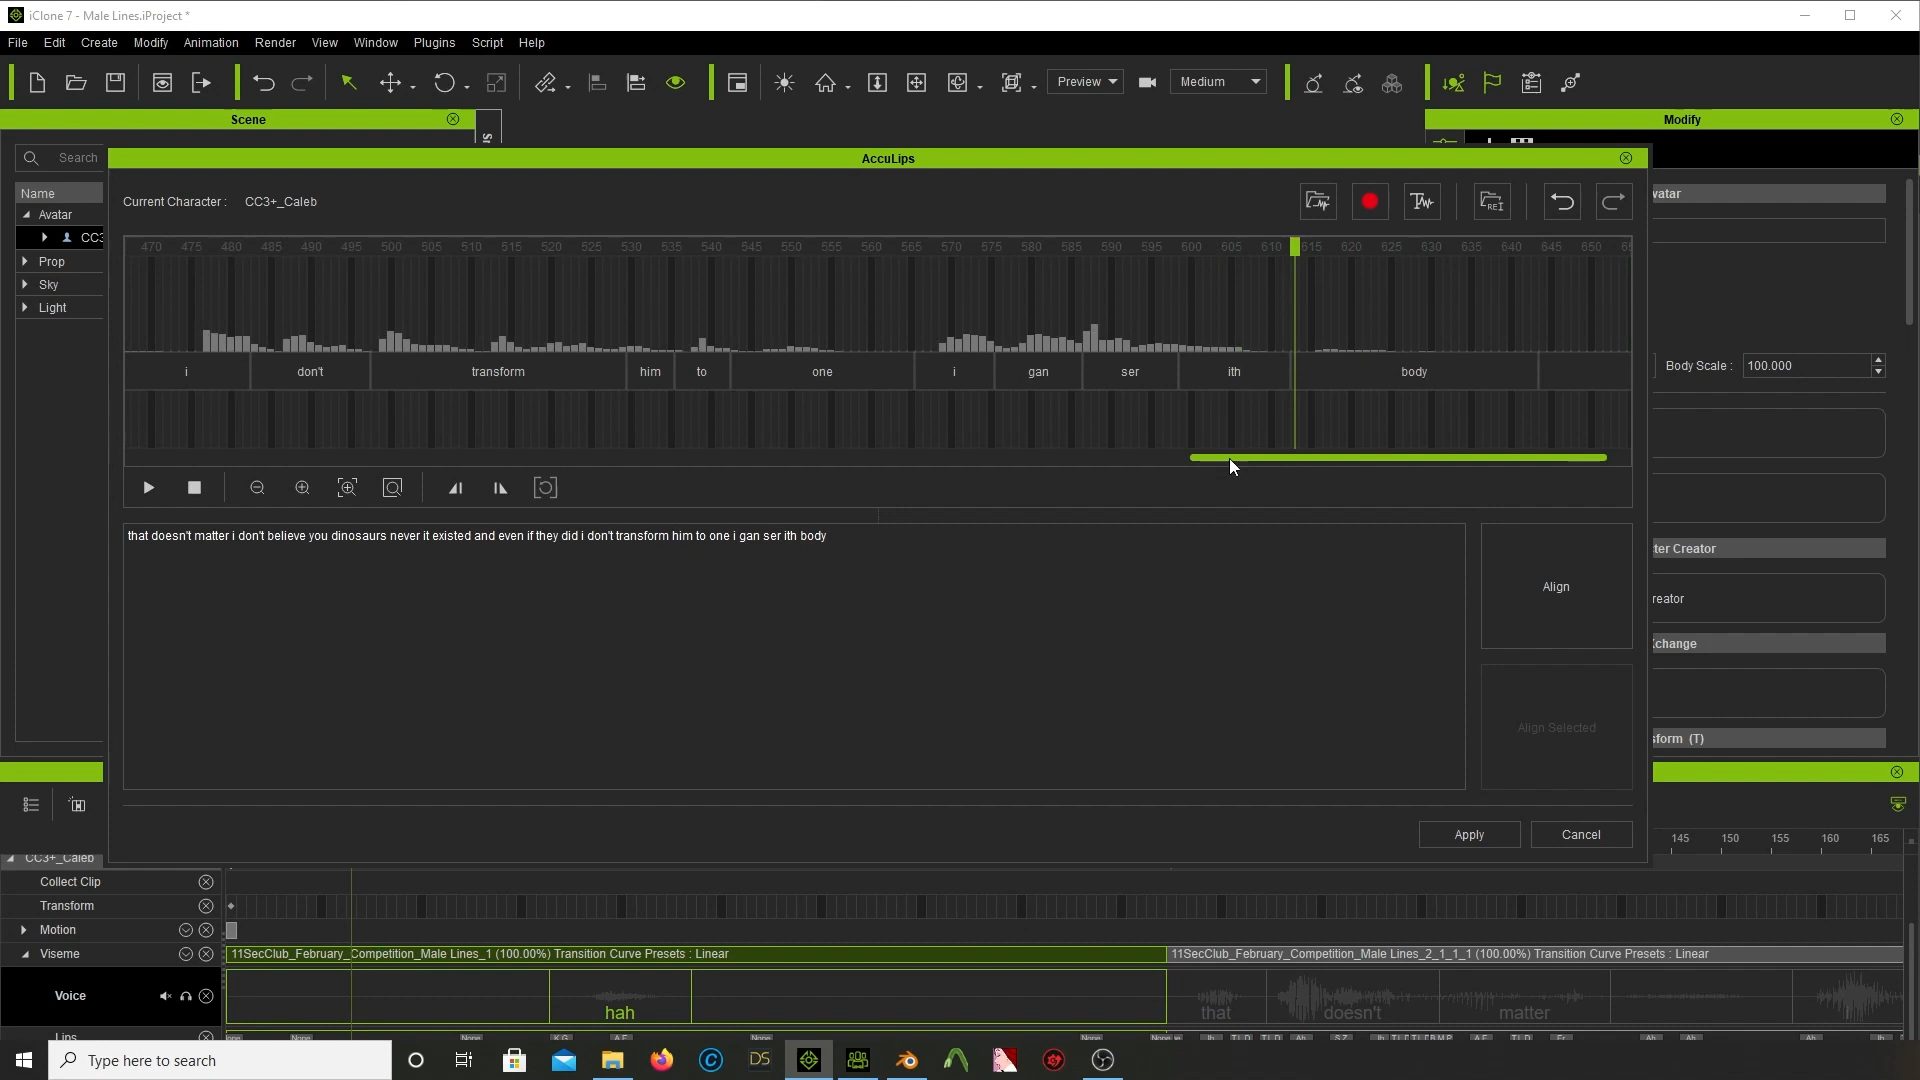 iClone 7 - Male Lines.iProject *
File Edit Create Modify Animation Render View Window Plugins Script Help
Preview Medium
Scene Modify
Search
AccuLips
Name
Avatar
CC3
Prop
Sky
Light
Current Character : CC3+_Caleb
470 475 480 485 490 495 500 505 510 515 520 525 530 535 540 545 550 555 560 565 570 575 580 585 590 595 600 605 610 615 620 625 630 635 640 645 650
i don't transform him to one i gan ser ith body
that doesn't matter i don't believe you dinosaurs never it existed and even if they did i don't transform him to one i gan ser ith body
Align
Align Selected
Apply Cancel
vatar
Body Scale : 100.000
ter Creator
reator
change
sform (T)
145 150 155 160 165
CC3+_Caleb
Collect Clip
Transform
Motion
Viseme
11SecClub_February_Competition_Male Lines_1 (100.00%) Transition Curve Presets : Linear
11SecClub_February_Competition_Male Lines_2_1_1_1 (100.00%) Transition Curve Presets : Linear
Voice
hah that doesn't matter
Lips
None None K G A E None None None
Type here to search
DS